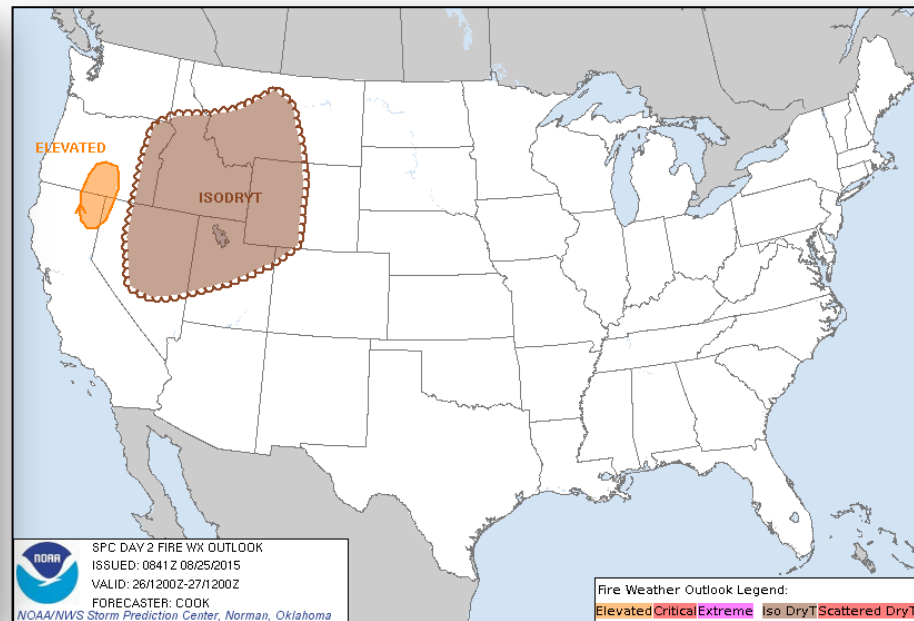 ELEVATED
ISODRYT
NOAA
SPC DAY 2 FIRE WX OUTLOOK
ISSUED: 0841Z 08/25/2015
VALID: 26/1200Z-27/1200Z
FORECASTER: COOK
NOAA/NWS Storm Prediction Center, Norman, Oklahoma
Fire Weather Outlook Legend:
Elevated Critical Extreme Iso DryT Scattered DryT